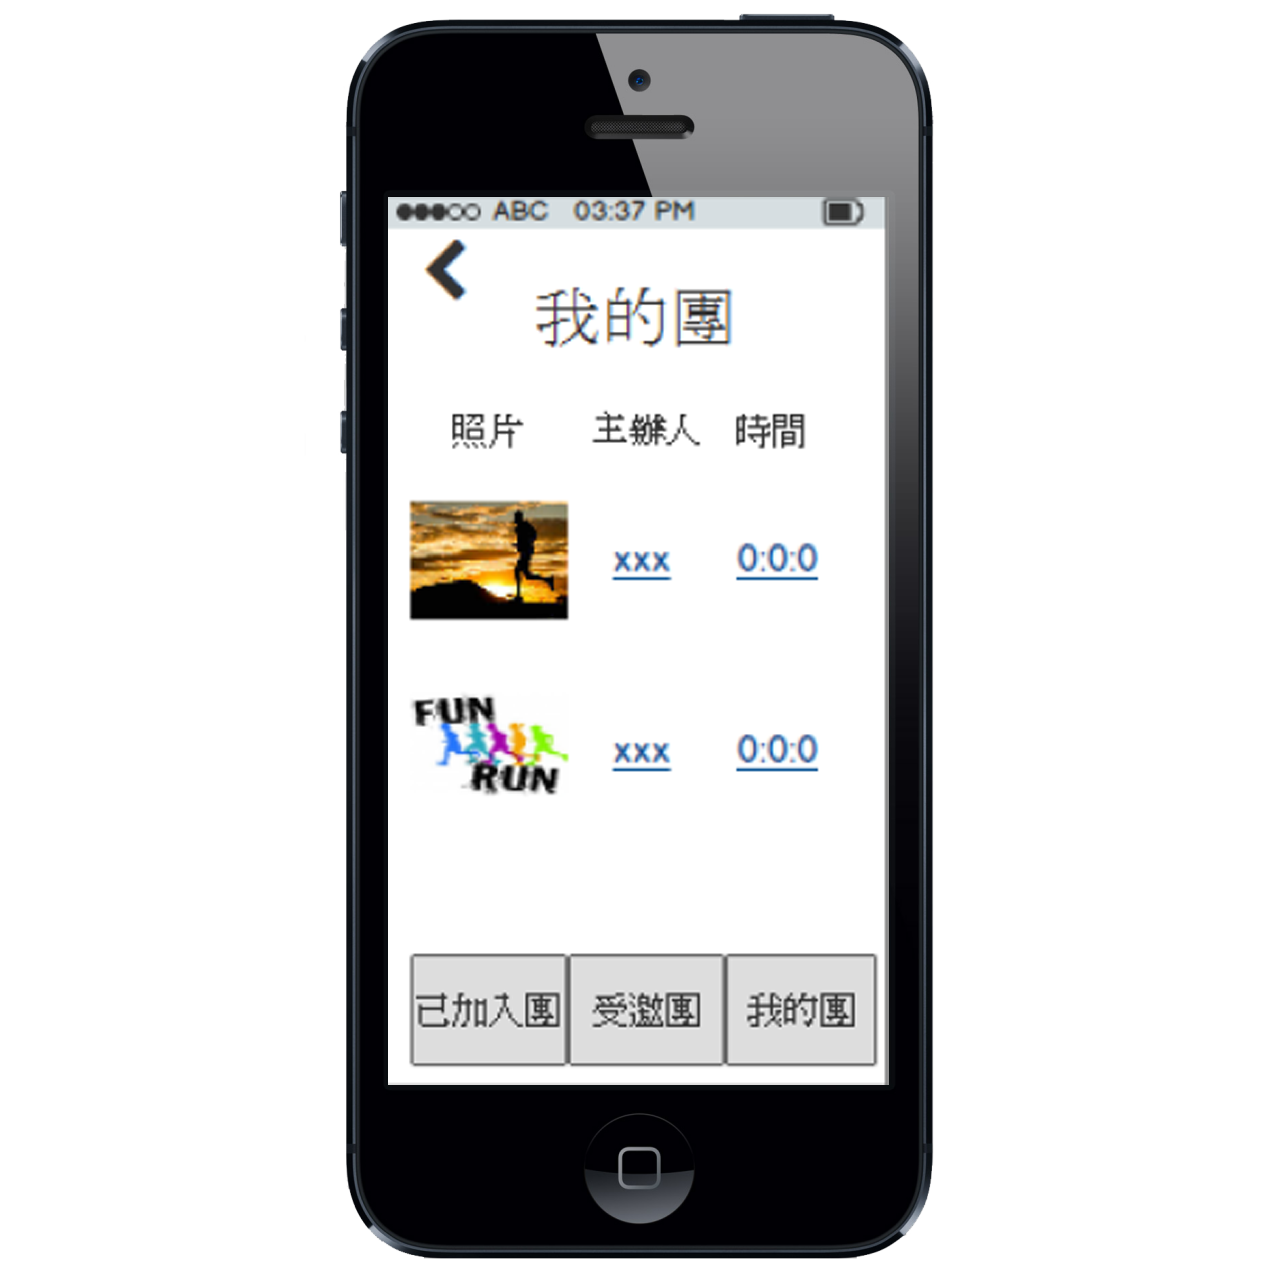 ABC 03:37 PM
我的團
照片 主辦人 時間
xxx 0:0:0
FUN
RUN
xxx 0:0:0
已加入團 受邀團 我的團